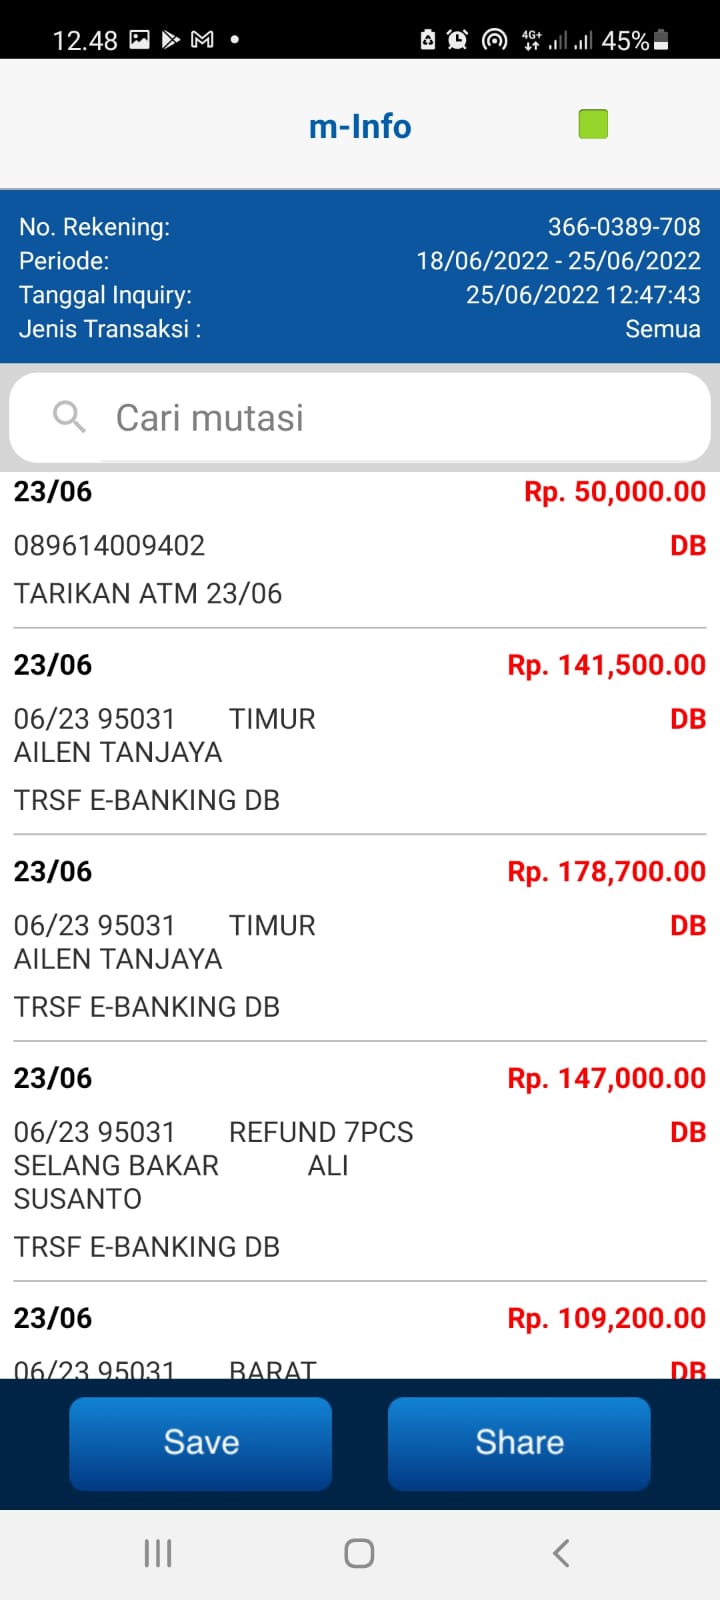 12.48 4G+ 45%
m-Info
No. Rekening: 366-0389-708
Periode: 18/06/2022 - 25/06/2022
Tanggal Inquiry: 25/06/2022 12:47:43
Jenis Transaksi : Semua
Cari mutasi
23/06 Rp. 50,000.00
089614009402 DB
TARIKAN ATM 23/06
23/06 Rp. 141,500.00
06/23 95031 TIMUR DB
AILEN TANJAYA
TRSF E-BANKING DB
23/06 Rp. 178,700.00
06/23 95031 TIMUR DB
AILEN TANJAYA
TRSF E-BANKING DB
23/06 Rp. 147,000.00
06/23 95031 REFUND 7PCS DB
SELANG BAKAR ALI
SUSANTO
TRSF E-BANKING DB
23/06 Rp. 109,200.00
06/23 95031 BARAT DB
Save Share